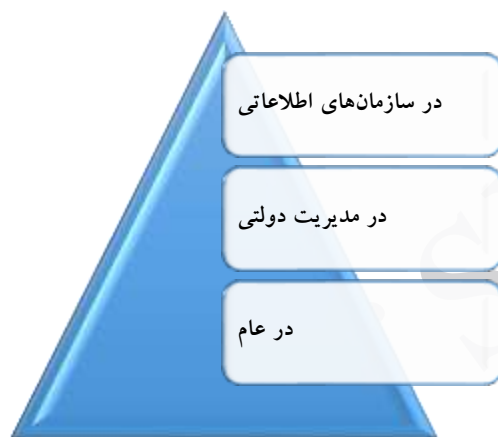 در سازمان‌های اطلاعاتی
در مدیریت دولتی
در عام